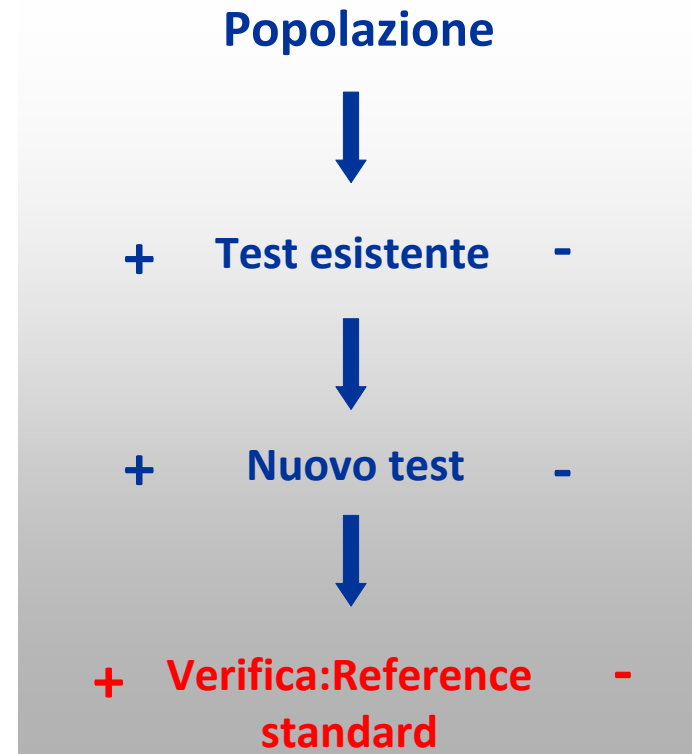 Popolazione
+ Test esistente -
+ Nuovo test -
+ Verifica:Reference -
standard